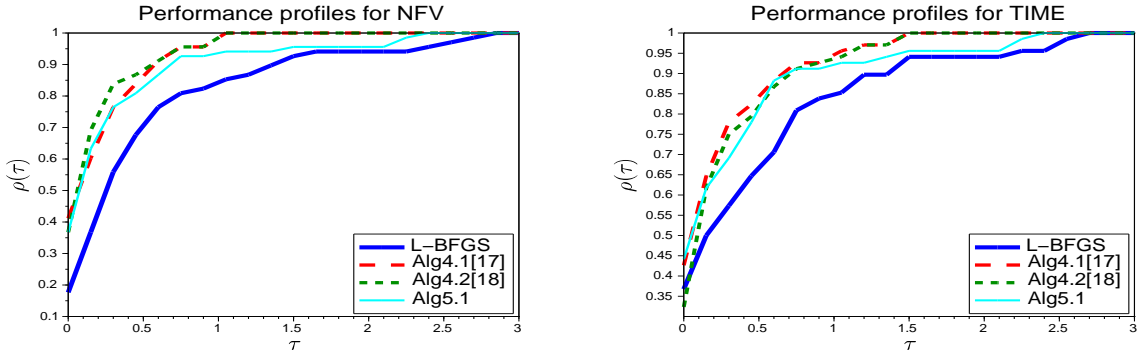 Performance profiles for NFV
1
0.9
0.8
0.7
0.6
0.5
0.4
0.3
0.2
0.1
ρ(τ)
0
0.5
1
1.5
2
2.5
3
τ
L−BFGS
Alg4.1[17]
Alg4.2[18]
Alg5.1
Performance profiles for TIME
1
0.95
0.9
0.85
0.8
0.75
0.7
0.65
0.6
0.55
0.5
0.45
0.4
0.35
ρ(τ)
0
0.5
1
1.5
2
2.5
3
τ
L−BFGS
Alg4.1[17]
Alg4.2[18]
Alg5.1